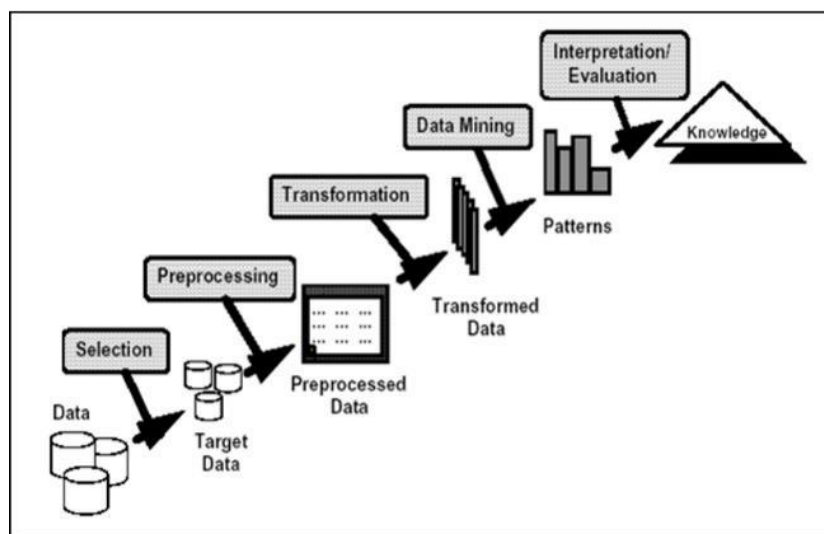 Interpretation/
Evaluation
Knowledge
Data Mining
Patterns
Transformation
Transformed
Data
Preprocessing
Preprocessed
Data
Selection
Target
Data
Data